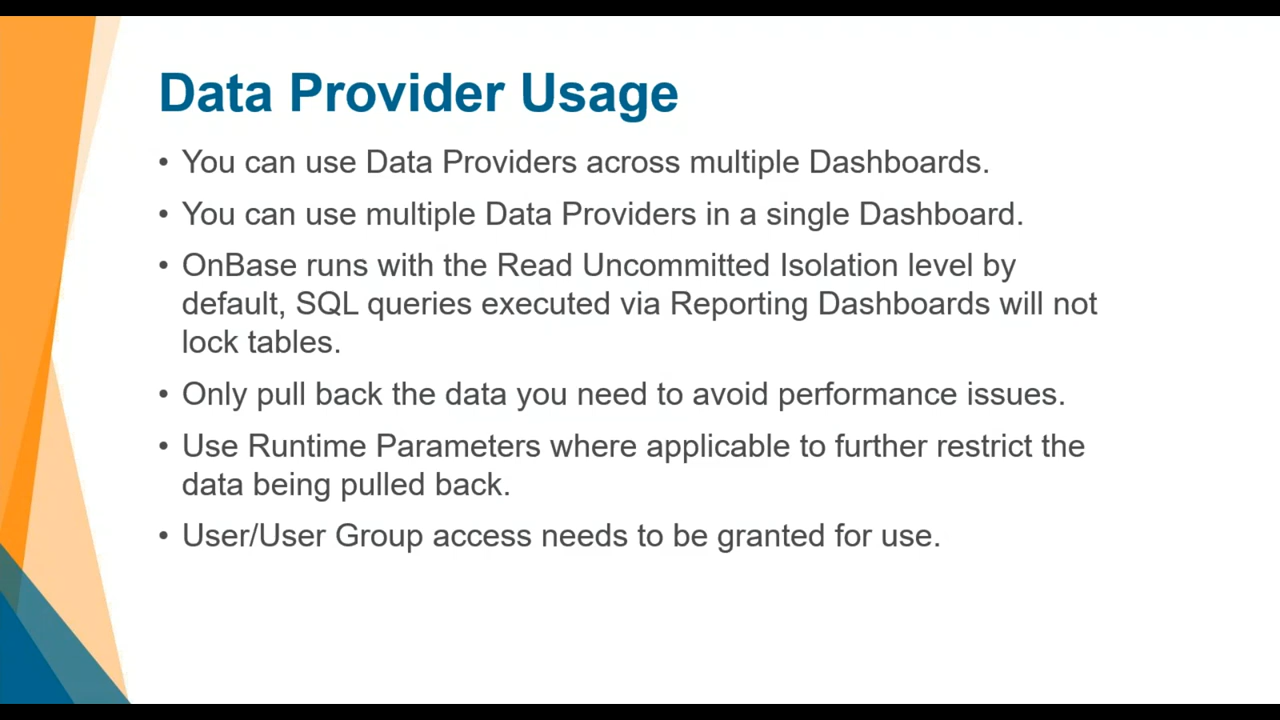 Data Provider Usage
• You can use Data Providers across multiple Dashboards.
• You can use multiple Data Providers in a single Dashboard.
• OnBase runs with the Read Uncommitted Isolation level by
default, SQL queries executed via Reporting Dashboards will not
lock tables.
• Only pull back the data you need to avoid performance issues.
• Use Runtime Parameters where applicable to further restrict the
data being pulled back.
• User/User Group access needs to be granted for use.